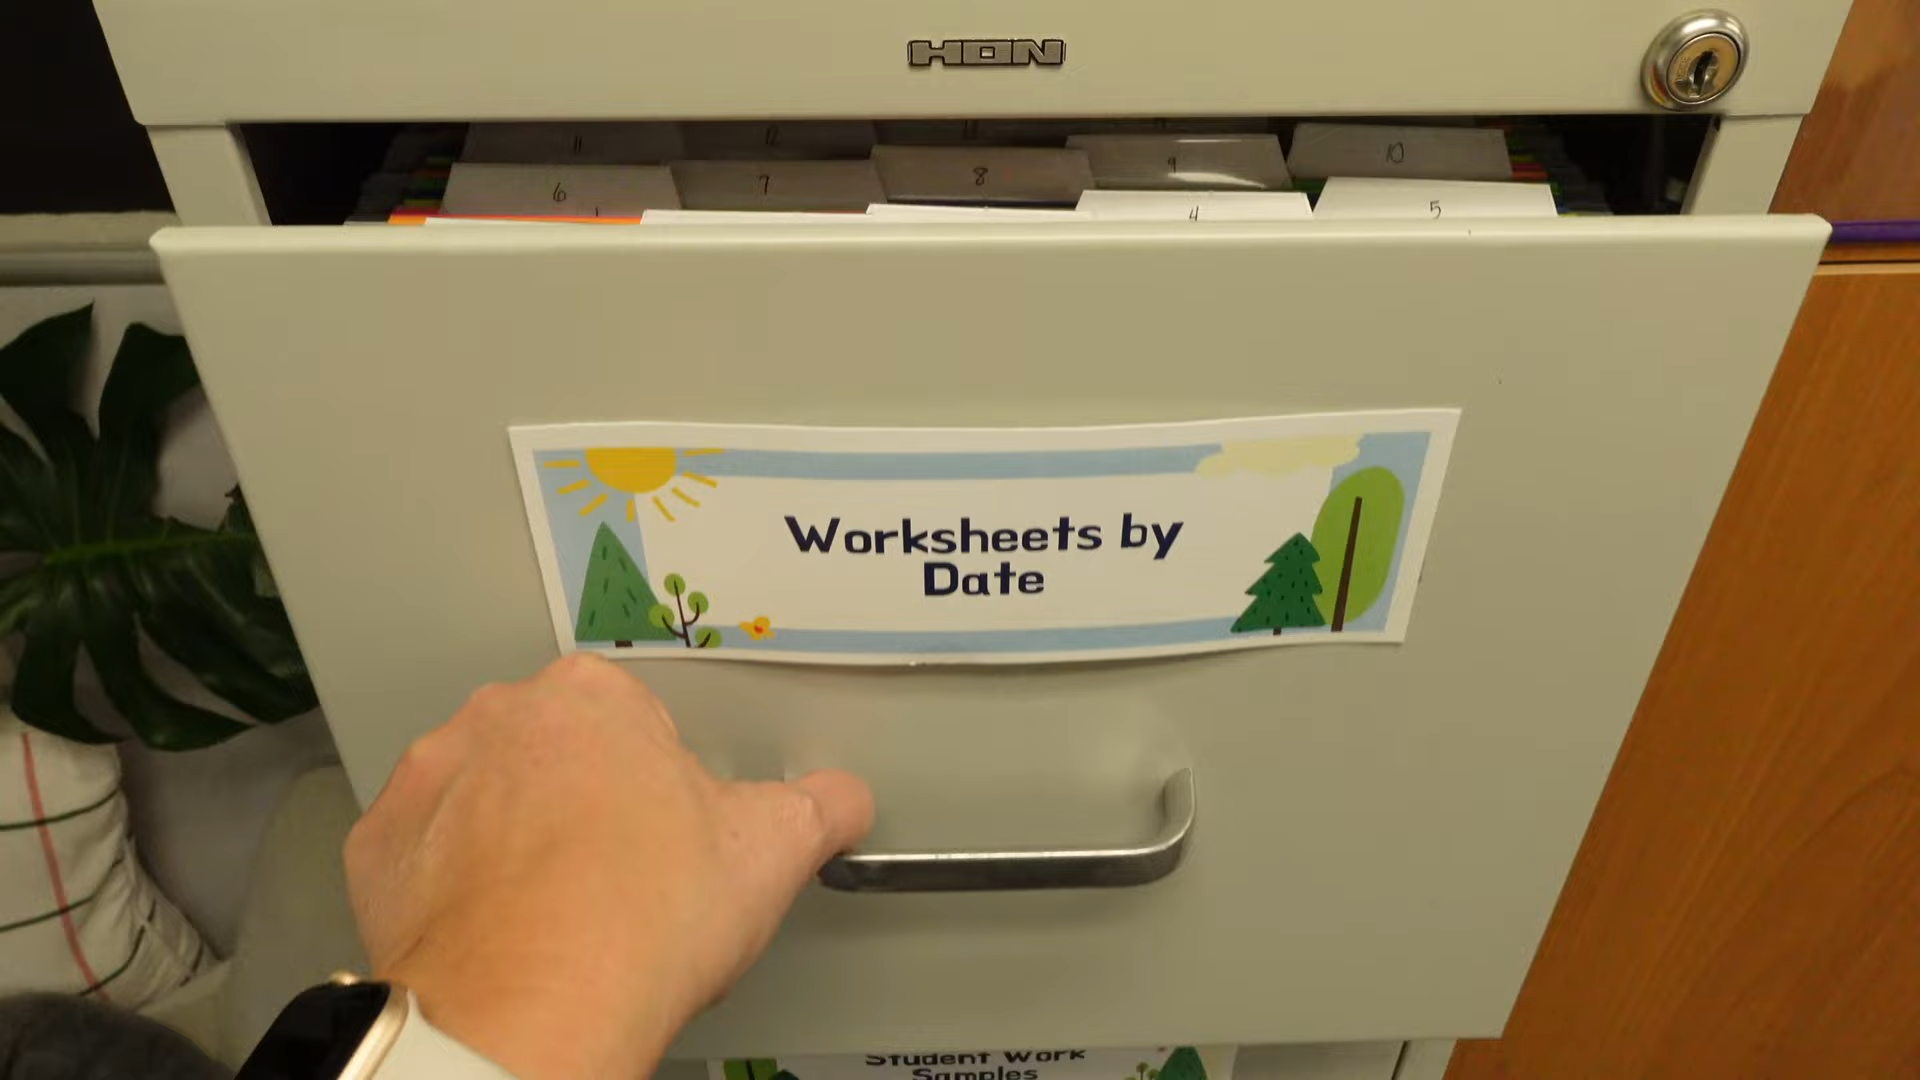 HON
11 12
6 7 8 9 10
4 5
Worksheets by
Date
Student Work
Samples